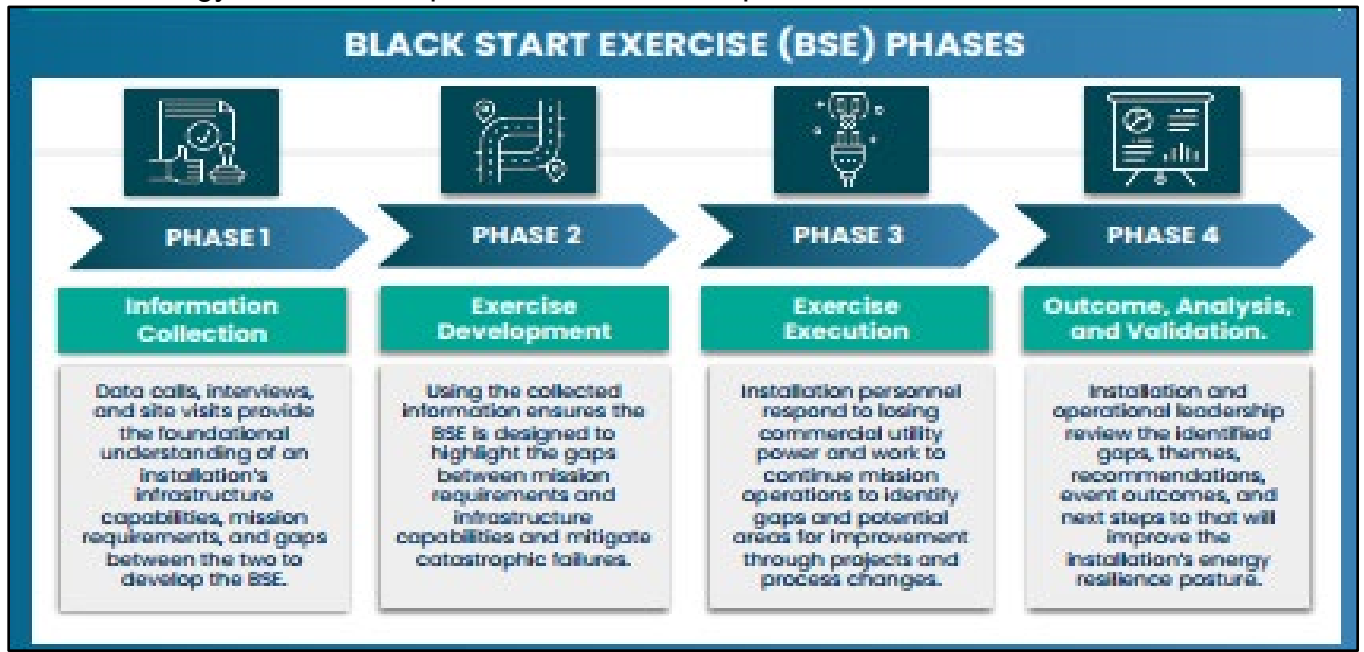 BLACK START EXERCISE (BSE) PHASES
PHASE 1
PHASE 2
PHASE 3
PHASE 4
Information
Collection
Exercise
Development
Exercise
Execution
Outcome, Analysis,
and Validation.
Data calls, interviews,
and site visits provide
the foundational
understanding of an
installation's
infrastructure
capabilities, mission
requirements, and gaps
between the two to
develop the BSE.
Using the collected
information ensures the
BSE is designed to
highlight the gaps
between mission
requirements and
infrastructure
capabilities and mitigate
catastrophic failures.
Installation personnel
respond to losing
commercial utility
power and work to
continue mission
operations to identify
gaps and potential
areas for improvement
through projects and
process changes.
Installation and
operational leadership
review the identified
gaps, themes,
recommendations,
event outcomes, and
next steps to that will
improve the
installation's energy
resilience posture.